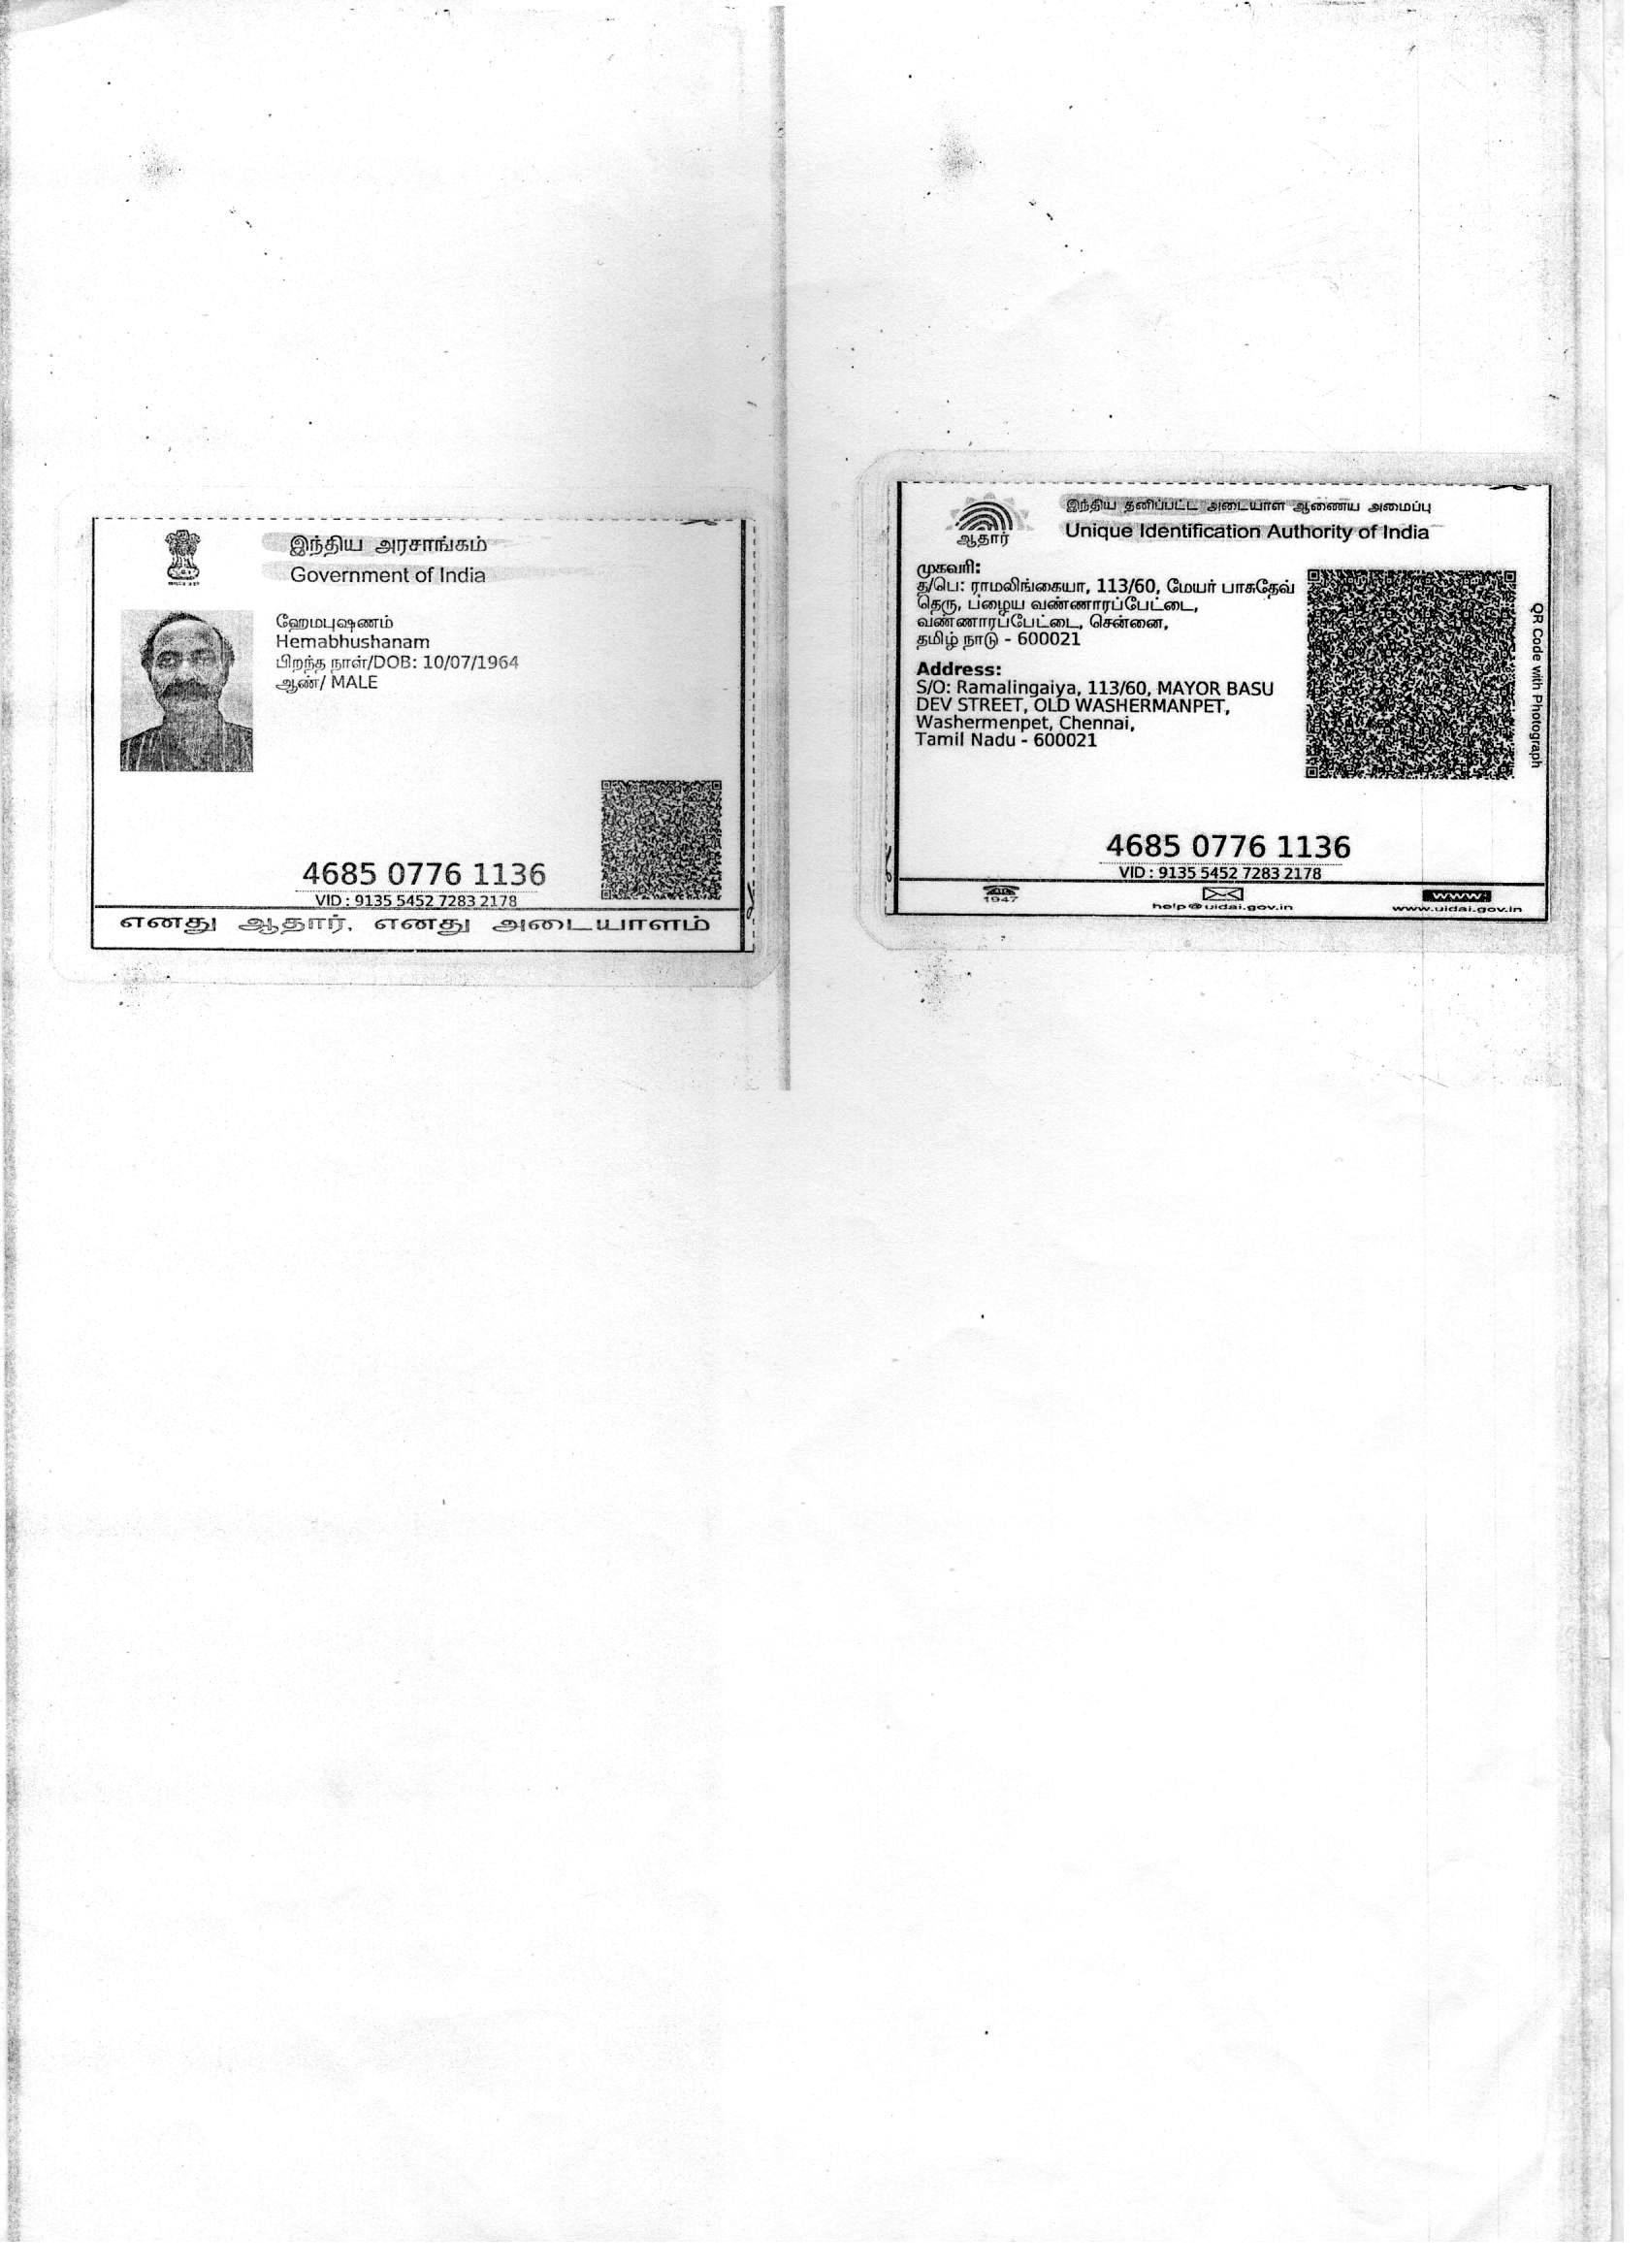 இந்திய அரசாங்கம்
Government of India
ஹேமபுஷணம்
Hemabhushanam
பிறந்த நாள்/DOB: 10/07/1964
ஆண்/ MALE
4685 0776 1136
VID : 9135 5452 7283 2178
எனது ஆதார், எனது அடையாளம்
இந்திய தனிப்பட்ட அடையாள ஆணைய அமைப்பு
Unique Identification Authority of India
ஆதார்
முகவரி:
த/பெ: ராமலிங்கையா, 113/60, மேயர் பாசுதேவ்
தெரு, பழைய வண்ணாரப்பேட்டை,
வண்ணாரப்பேட்டை, சென்னை,
தமிழ் நாடு - 600021
Address:
S/O: Ramalingaiya, 113/60, MAYOR BASU
DEV STREET, OLD WASHERMANPET,
Washermenpet, Chennai,
Tamil Nadu - 600021
QR Code with Photograph
4685 0776 1136
VID : 9135 5452 7283 2178
1947
help@uidai.gov.in
www
www.uidai.gov.in